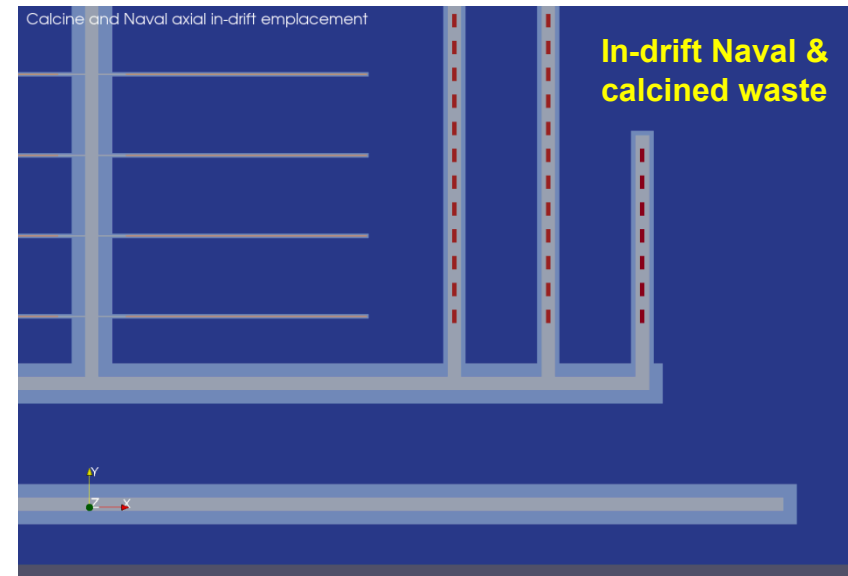 Calcine and Naval axial in-drift emplacement
In-drift Naval &
calcined waste
Y
Z X